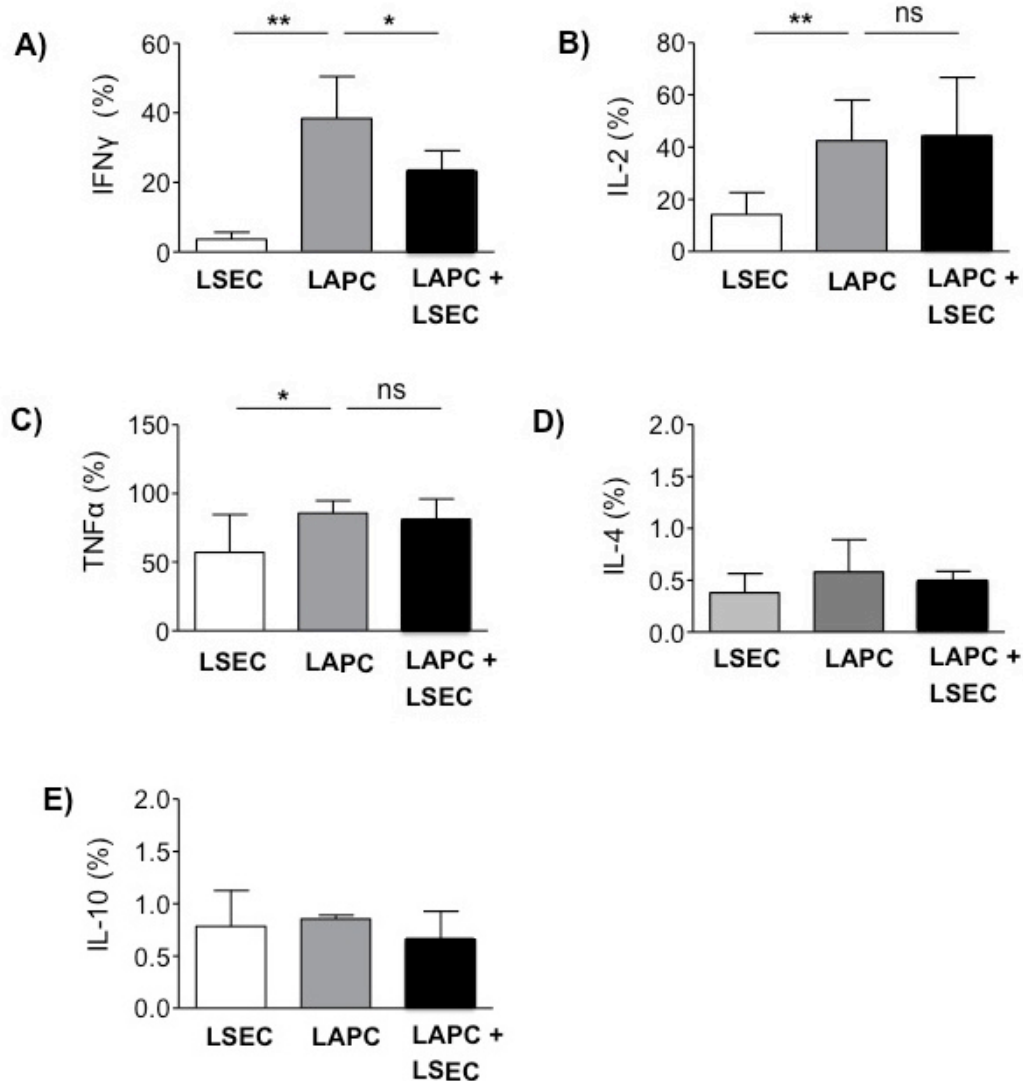 A)
** *
IFNγ (%)
60
40
20
0
LSEC LAPC LAPC +
LSEC
B)
** ns
IL-2 (%)
80
60
40
20
0
LSEC LAPC LAPC +
LSEC
C)
* ns
TNFα (%)
150
100
50
0
LSEC LAPC LAPC +
LSEC
D)
IL-4 (%)
2.0
1.5
1.0
0.5
0.0
LSEC LAPC LAPC +
LSEC
E)
IL-10 (%)
2.0
1.5
1.0
0.5
0.0
LSEC LAPC LAPC +
LSEC